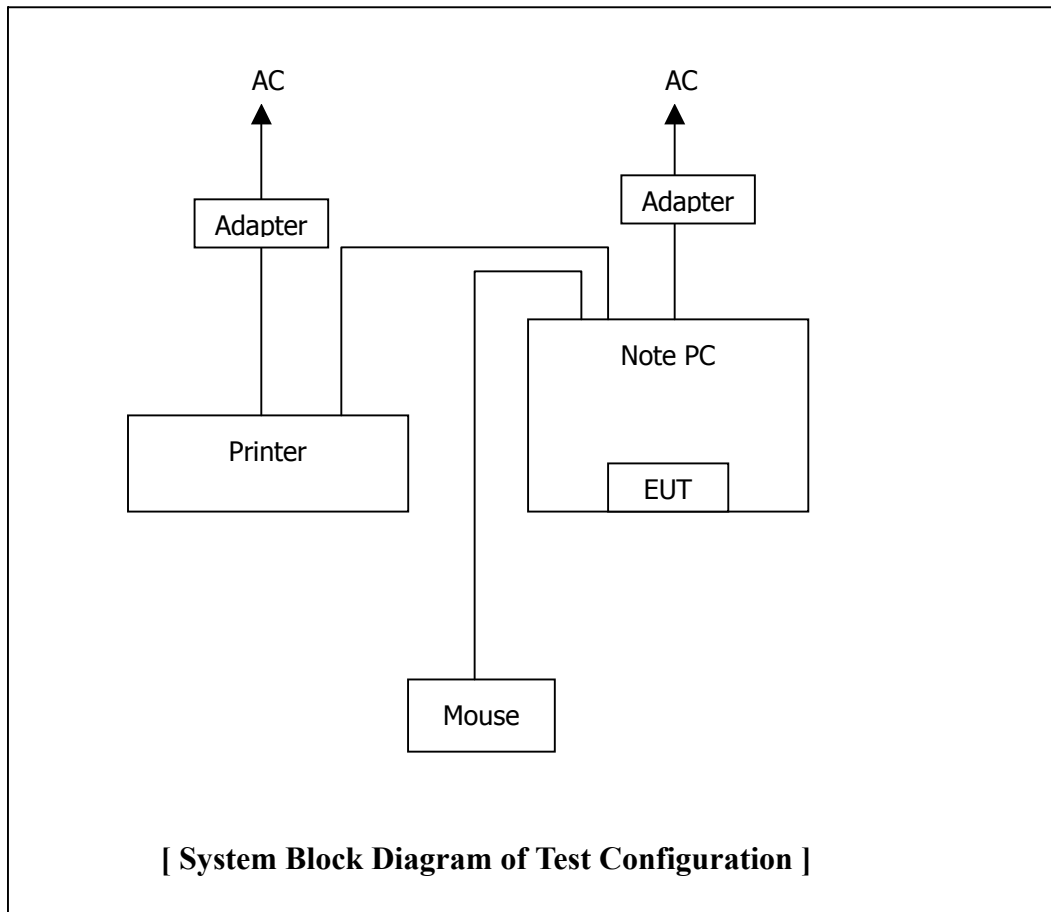 AC
AC
Adapter
Adapter
Note PC
Printer
EUT
Mouse
[ System Block Diagram of Test Configuration ]